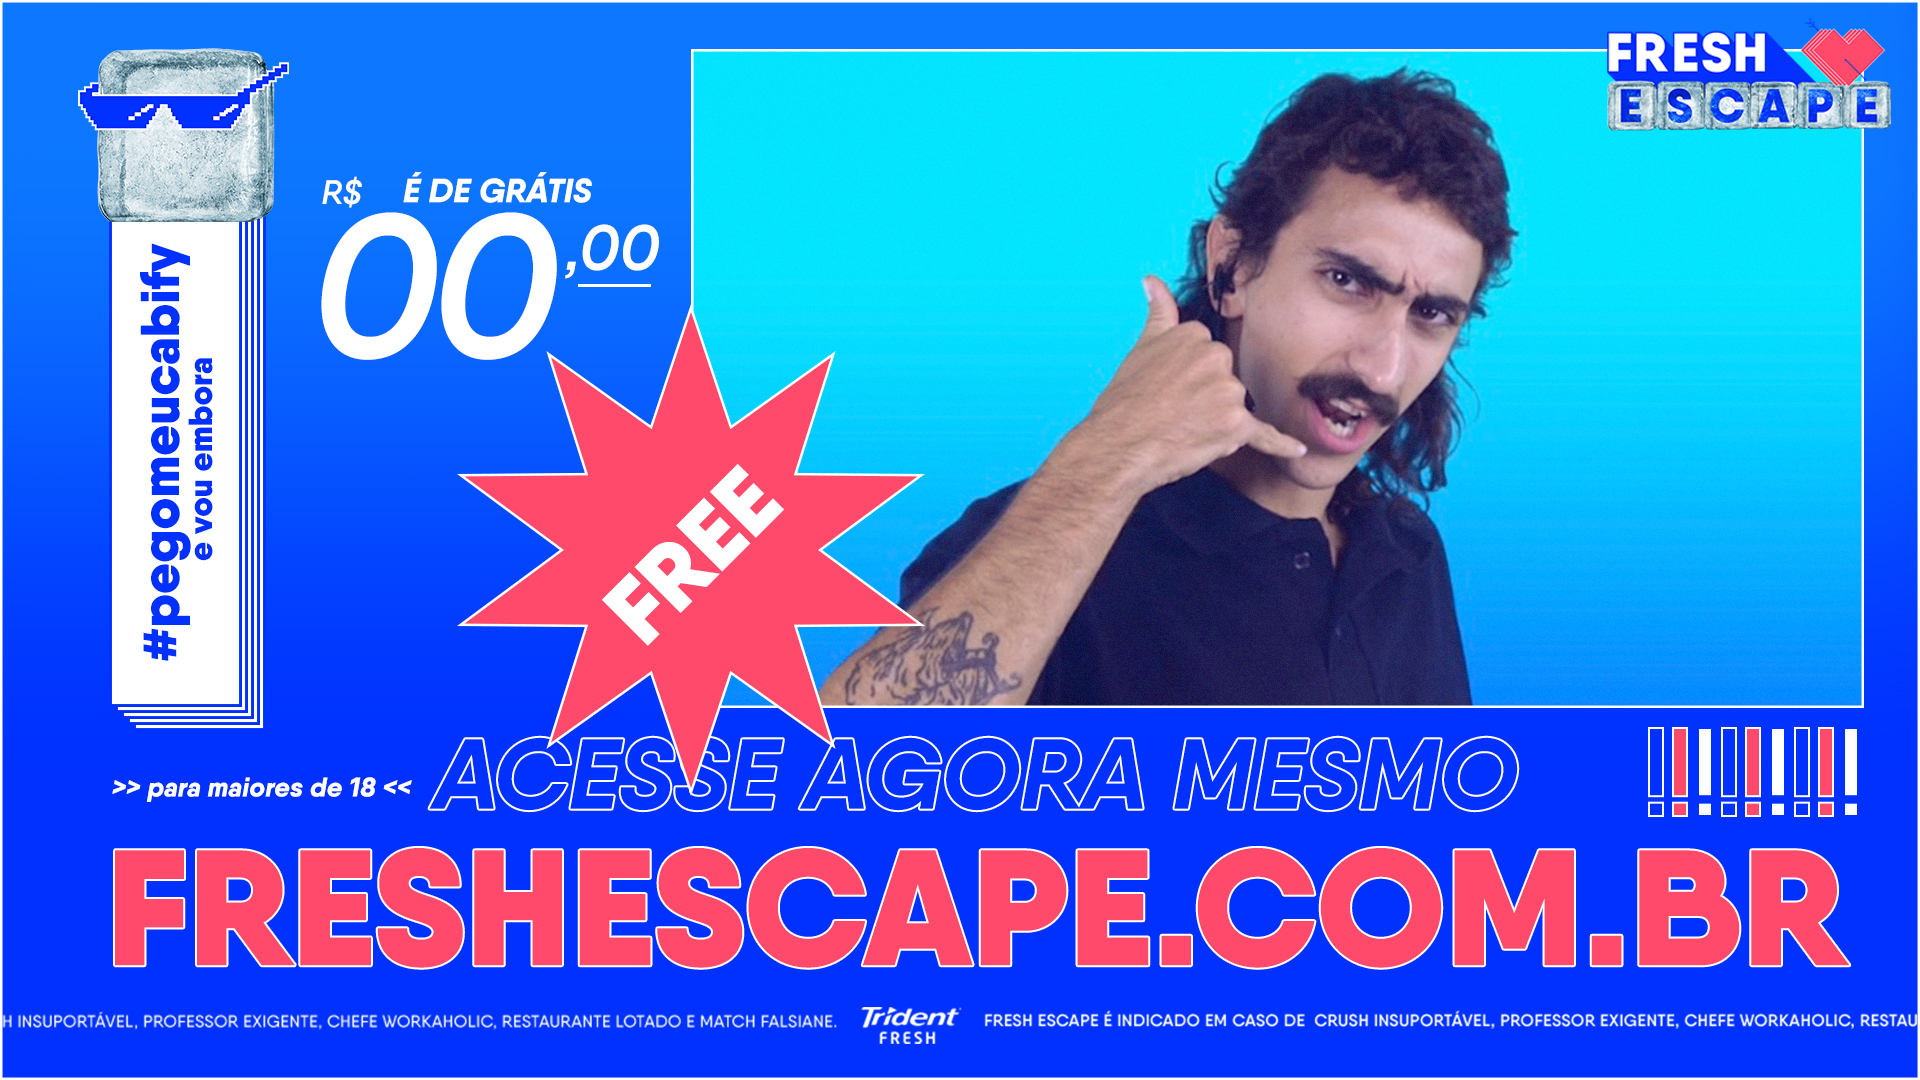 FRESH
ESCAPE
R$ É DE GRÁTIS
00,00
#pegomeucabify
e vou embora
FREE
>> para maiores de 18 <<
ACESSE AGORA MESMO
!!!!!!!!!
FRESHESCAPE.COM.BR
H INSUPORTÁVEL, PROFESSOR EXIGENTE, CHEFE WORKAHOLIC, RESTAURANTE LOTADO E MATCH FALSIANE. Trident FRESH FRESH ESCAPE É INDICADO EM CASO DE CRUSH INSUPORTÁVEL, PROFESSOR EXIGENTE, CHEFE WORKAHOLIC, RESTAU